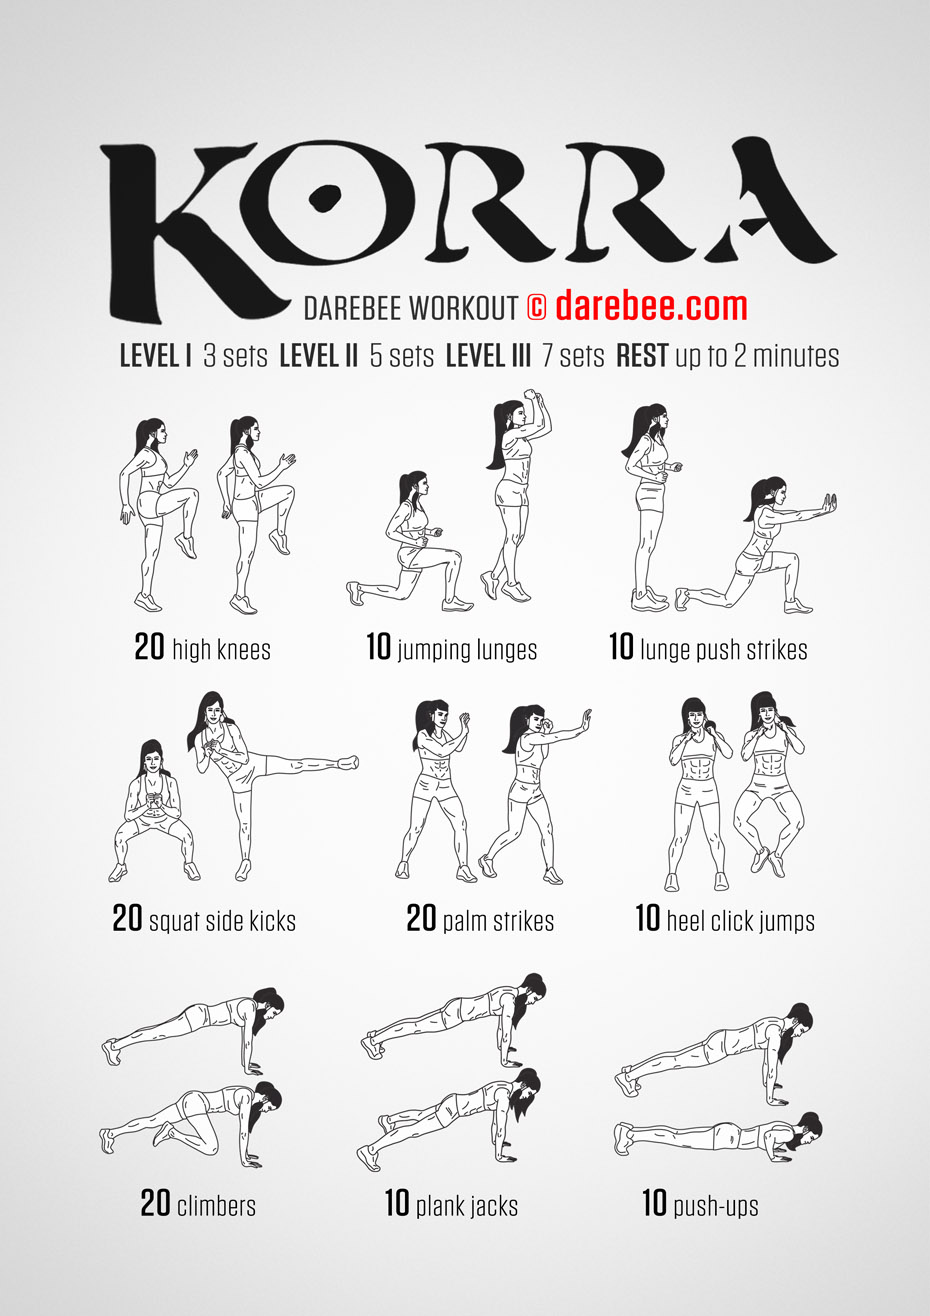 KORRA
DAREBEE WORKOUT © darebee.com
LEVEL I 3 sets LEVEL II 5 sets LEVEL III 7 sets REST up to 2 minutes
20 high knees
10 jumping lunges
10 lunge push strikes
20 squat side kicks
20 palm strikes
10 heel click jumps
20 climbers
10 plank jacks
10 push-ups